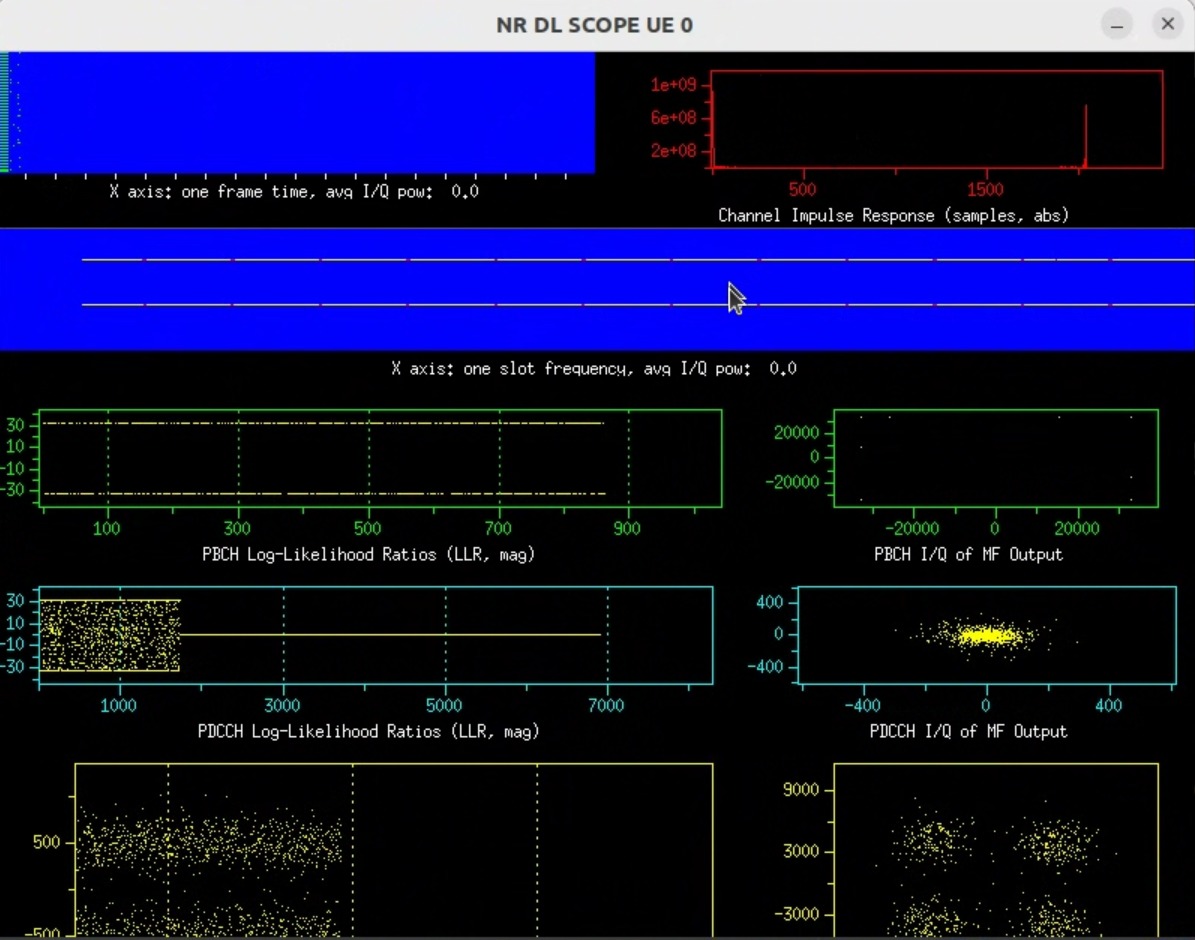 NR DL SCOPE UE 0
1e+09
6e+08
2e+08
500 1500
X axis: one frame time, avg I/Q pow: 0.0
Channel Impulse Response (samples, abs)
X axis: one slot frequency, avg I/Q pow: 0.0
30
10
-10
-30
100 300 500 700 900
PBCH Log-Likelihood Ratios (LLR, mag)
20000
0
-20000
-20000 0 20000
PBCH I/Q of MF Output
30
10
-10
-30
1000 3000 5000 7000
PDCCH Log-Likelihood Ratios (LLR, mag)
400
0
-400
-400 0 400
PDCCH I/Q of MF Output
500
-500
9000
3000
-3000